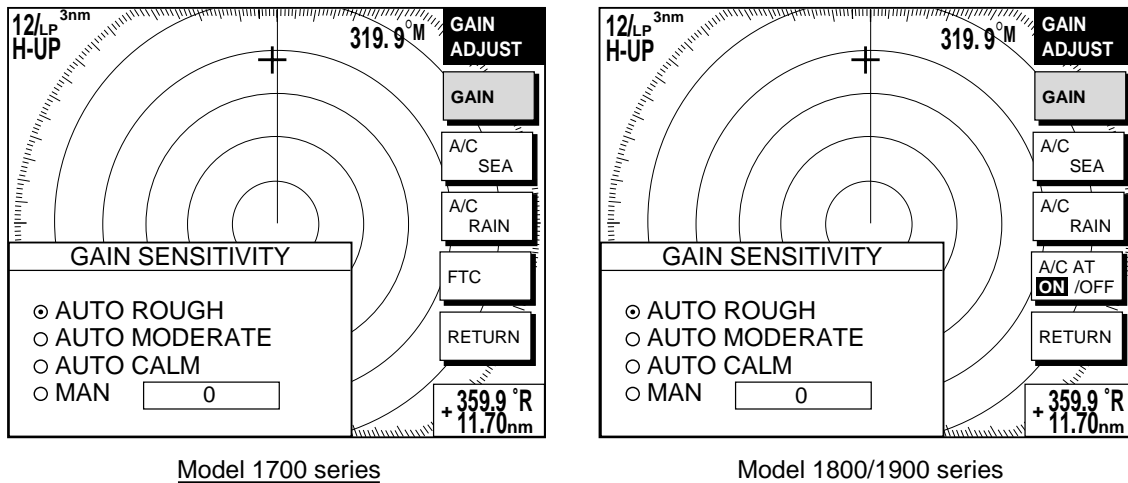 12/LP 3nm
H-UP
319. 9°M
GAIN
ADJUST
GAIN
A/C
SEA
A/C
RAIN
FTC
RETURN
GAIN SENSITIVITY
AUTO ROUGH
AUTO MODERATE
AUTO CALM
MAN 0
+ 359.9 °R
11.70nm
Model 1700 series
12/LP 3nm
H-UP
319. 9°M
GAIN
ADJUST
GAIN
A/C
SEA
A/C
RAIN
A/C AT
ON /OFF
RETURN
GAIN SENSITIVITY
AUTO ROUGH
AUTO MODERATE
AUTO CALM
MAN 0
+ 359.9 °R
11.70nm
Model 1800/1900 series